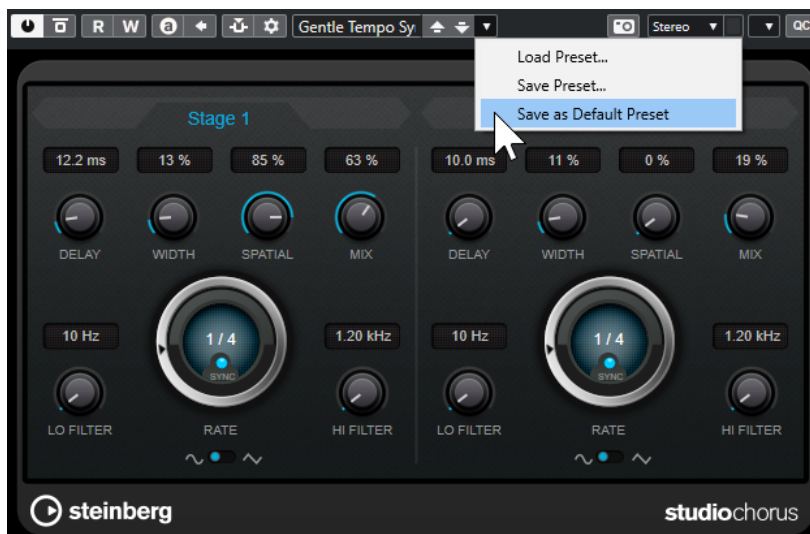 R W a Gentle Tempo Sy Stereo QC
Load Preset...
Save Preset...
Save as Default Preset
Stage 1
12.2 ms 13 % 85 % 63 % 10.0 ms 11 % 0 % 19 %
DELAY WIDTH SPATIAL MIX DELAY WIDTH SPATIAL MIX
10 Hz 1 / 4 1.20 kHz 10 Hz 1 / 4 1.20 kHz
SYNC SYNC
LO FILTER RATE HI FILTER LO FILTER RATE HI FILTER
steinberg studiochorus